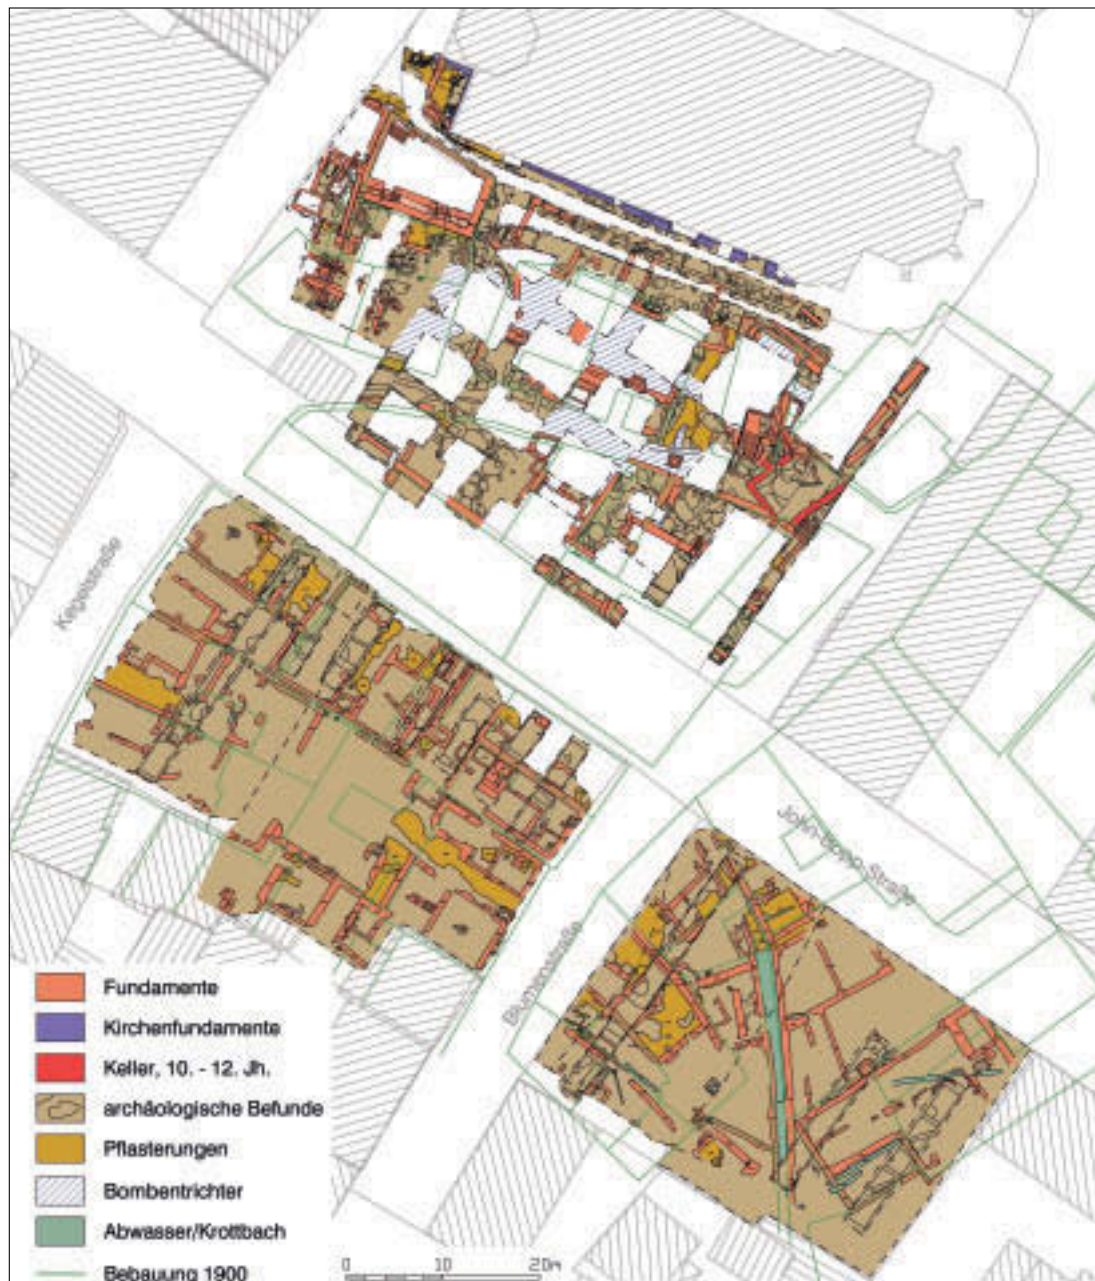 Kegelstraße
John-Bopp-Straße
Blumenstraße
Fundamente
Kirchenfundamente
Keller, 10. - 12. Jh.
archäologische Befunde
Pflasterungen
Bombentrichter
Abwasser/Krottbach
Bebauung 1900
0 10 20m